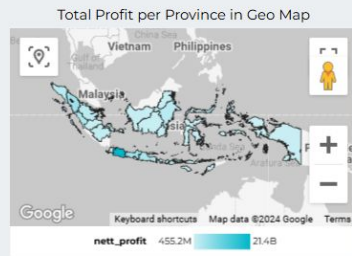 Total Profit per Province in Geo Map
China Sea
Vietnam
Philippines
Gulf of
Thailand
Malaysia
Google
Keyboard shortcuts
Map data ©2024 Google
Terms
nett_profit
455.2M
21.4B